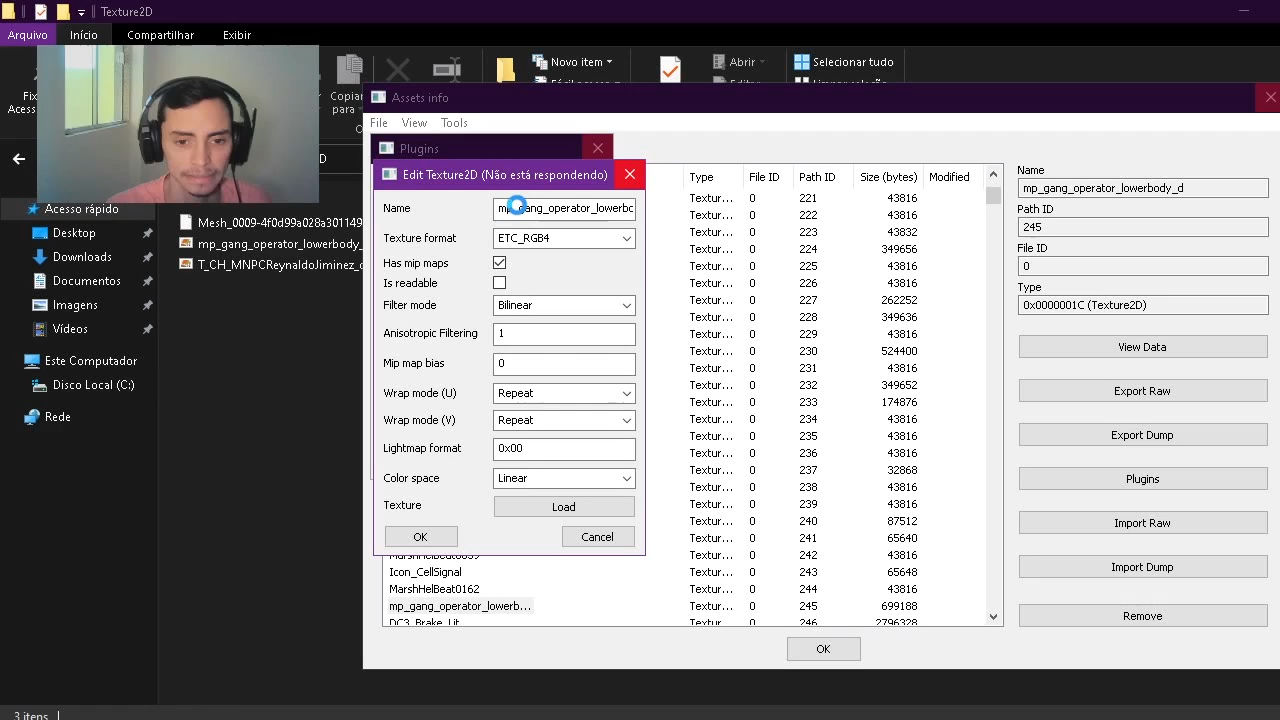 Texture2D
Arquivo
Início
Compartilhar
Exibir
Fix
Acess
Copiar
para
Novo item
Abrir
Selecionar tudo
Acesso rápido
Desktop
Downloads
Documentos
Imagens
Vídeos
Este Computador
Disco Local (C:)
Rede
Mesh_0009-4f0d99a028a301149
mp_gang_operator_lowerbody_
T_CH_MNPCReynaldoJiminez_
3 itens
Assets info
File View Tools
Plugins
Edit Texture2D (Não está respondendo)
Name
Texture format ETC_RGB4
Has mip maps
Is readable
Filter mode Bilinear
Anisotropic Filtering 1
Mip map bias 0
Wrap mode (U) Repeat
Wrap mode (V) Repeat
Lightmap format 0x00
Color space Linear
Texture Load
OK Cancel
Type File ID Path ID Size (bytes) Modified
Textur... 0 221 43816
Textur... 0 222 43816
Textur... 0 223 43832
Textur... 0 224 349656
Textur... 0 225 43816
Textur... 0 226 43816
Textur... 0 227 262252
Textur... 0 228 349636
Textur... 0 229 43816
Textur... 0 230 524400
Textur... 0 231 43816
Textur... 0 232 349652
Textur... 0 233 174876
Textur... 0 234 43816
Textur... 0 235 43816
Textur... 0 236 43816
Textur... 0 237 32868
Textur... 0 238 43816
Textur... 0 239 43816
Textur... 0 240 87512
Textur... 0 241 65640
MarshHelBeat0059 Textur... 0 242 43816
Icon_CellSignal Textur... 0 243 65648
MarshHelBeat0162 Textur... 0 244 43816
mp_gang_operator_lowerb... Textur... 0 245 699188
DC3_Brake_Lit Textur 0 246 2796328
OK
Name
mp_gang_operator_lowerbody_d
Path ID
245
File ID
0
Type
0x0000001C (Texture2D)
View Data
Export Raw
Export Dump
Plugins
Import Raw
Import Dump
Remove